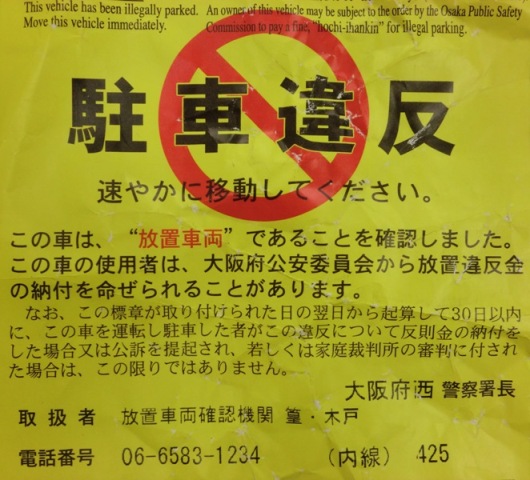 This vehicle has been illegally parked. An owner of this vehicle may be subject to the order by the Osaka Public Safety
Move this vehicle immediately. Commission to pay a fine, "hochi-ihankin" for illegal parking.
駐車違反
速やかに移動してください。
この車は、“放置車両”であることを確認しました。
この車の使用者は、大阪府公安委員会から放置違反金
の納付を命ぜられることがあります。
なお、この標章が取り付けられた日の翌日から起算して30日以内
に、この車を運転し駐車した者がこの違反について反則金の納付を
した場合又は公訴を提起され、若しくは家庭裁判所の審判に付され
た場合は、この限りではありません。
大阪府西 警察署長
取扱者 放置車両確認機関 篁・木戸
電話番号 06-6583-1234 （内線） 425